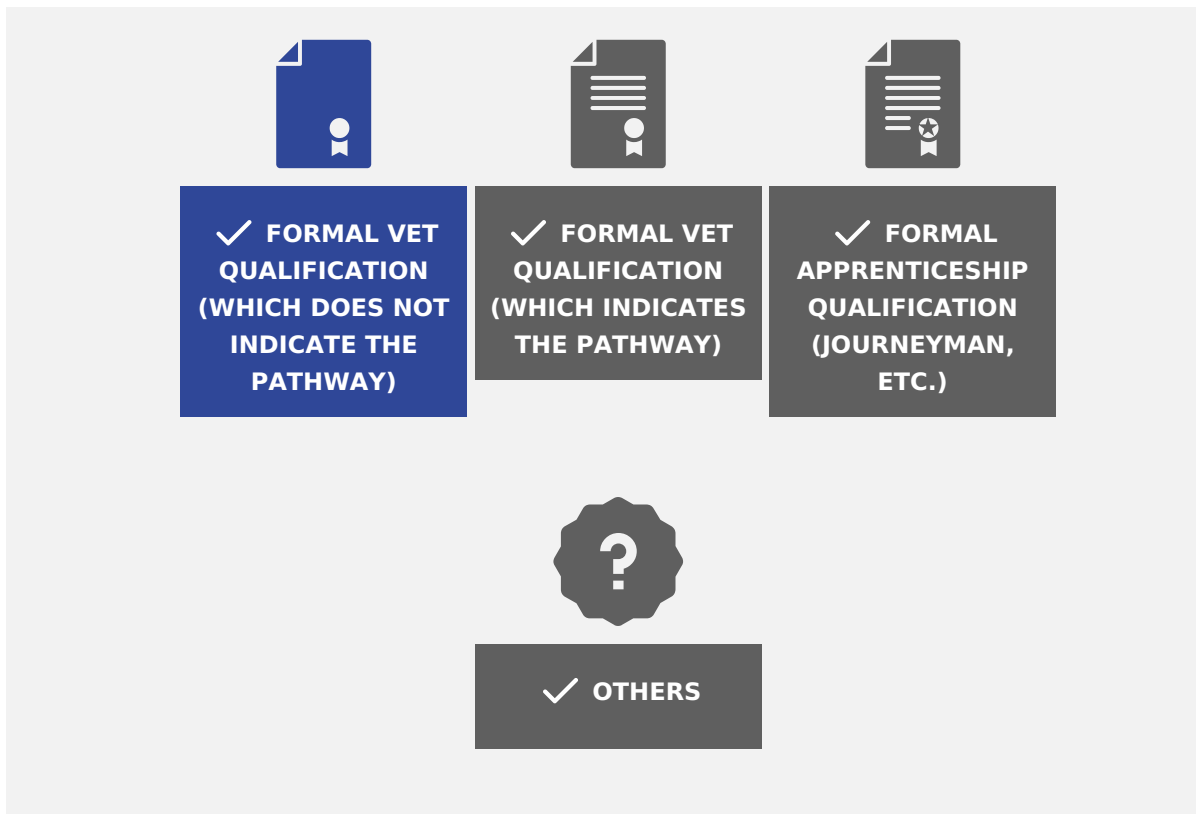 FORMAL VET
QUALIFICATION
(WHICH DOES NOT
INDICATE THE
PATHWAY)
FORMAL VET
QUALIFICATION
(WHICH INDICATES
THE PATHWAY)
FORMAL
APPRENTICESHIP
QUALIFICATION
(JOURNEYMAN,
ETC.)
?
OTHERS